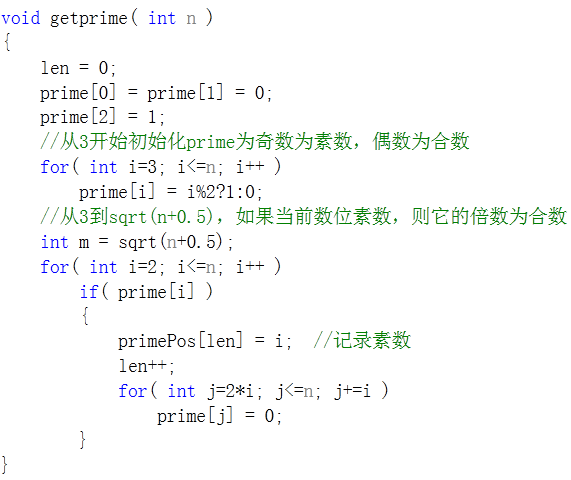 void getprime( int n )
{
    len = 0;
    prime[0] = prime[1] = 0;
    prime[2] = 1;
    //从3开始初始化prime为奇数为素数，偶数为合数
    for( int i=3; i<=n; i++ )
        prime[i] = i%2?1:0;
    //从3到sqrt(n+0.5)，如果当前数位素数，则它的倍数为合数
    int m = sqrt(n+0.5);
    for( int i=2; i<=n; i++ )
        if( prime[i] )
        {
            primePos[len] = i;  //记录素数
            len++;
            for( int j=2*i; j<=n; j+=i )
                prime[j] = 0;
        }
}